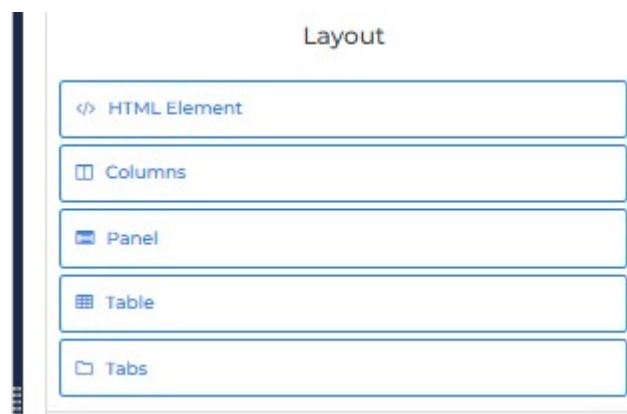 Layout
HTML Element
Columns
Panel
Table
Tabs